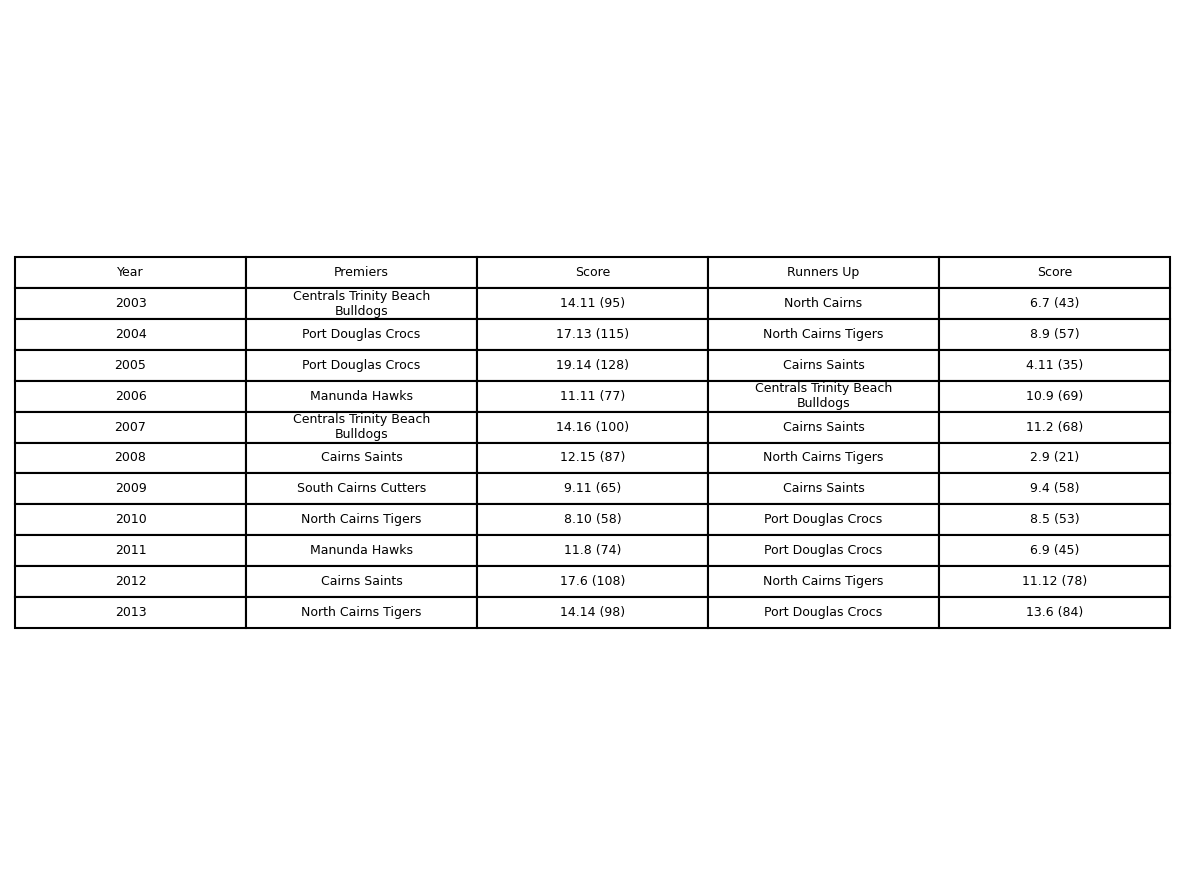 Year Premiers Score Runners Up Score
2003 Centrals Trinity Beach Bulldogs 14.11 (95) North Cairns 6.7 (43)
2004 Port Douglas Crocs 17.13 (115) North Cairns Tigers 8.9 (57)
2005 Port Douglas Crocs 19.14 (128) Cairns Saints 4.11 (35)
2006 Manunda Hawks 11.11 (77) Centrals Trinity Beach Bulldogs 10.9 (69)
2007 Centrals Trinity Beach Bulldogs 14.16 (100) Cairns Saints 11.2 (68)
2008 Cairns Saints 12.15 (87) North Cairns Tigers 2.9 (21)
2009 South Cairns Cutters 9.11 (65) Cairns Saints 9.4 (58)
2010 North Cairns Tigers 8.10 (58) Port Douglas Crocs 8.5 (53)
2011 Manunda Hawks 11.8 (74) Port Douglas Crocs 6.9 (45)
2012 Cairns Saints 17.6 (108) North Cairns Tigers 11.12 (78)
2013 North Cairns Tigers 14.14 (98) Port Douglas Crocs 13.6 (84)